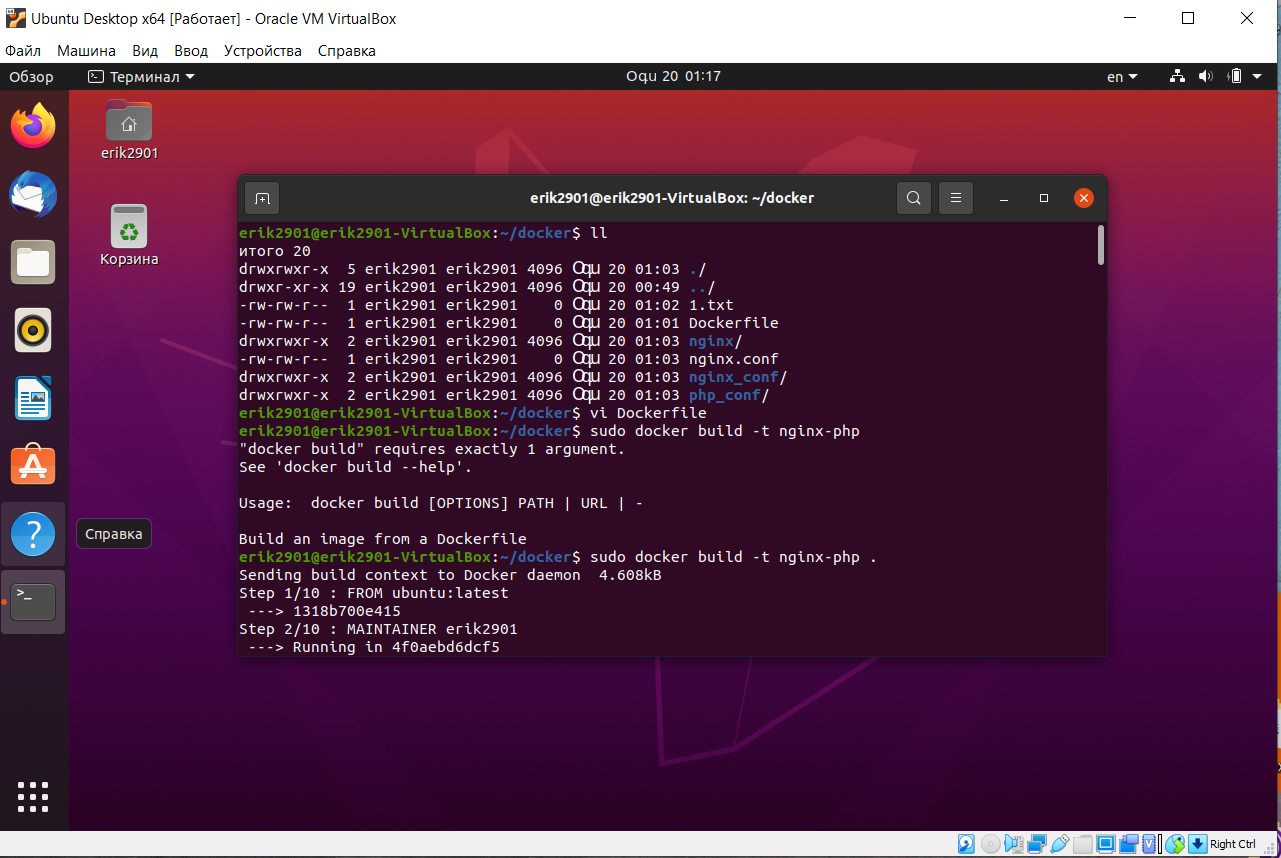 Ubuntu Desktop x64 [Работает] - Oracle VM VirtualBox
Файл Машина Вид Ввод Устройства Справка
Обзор Терминал Օգս 20 01:17 en
erik2901
Корзина
Справка
erik2901@erik2901-VirtualBox: ~/docker
erik2901@erik2901-VirtualBox:~/docker$ ll
итого 20
drwxrwxr-x  5 erik2901 erik2901 4096 Օգս 20 01:03 ./
drwxr-xr-x 19 erik2901 erik2901 4096 Օգս 20 00:49 ../
-rw-rw-r--  1 erik2901 erik2901    0 Օգս 20 01:02 1.txt
-rw-rw-r--  1 erik2901 erik2901    0 Օգս 20 01:01 Dockerfile
drwxrwxr-x  2 erik2901 erik2901 4096 Օգս 20 01:03 nginx/
-rw-rw-r--  1 erik2901 erik2901    0 Օգս 20 01:03 nginx.conf
drwxrwxr-x  2 erik2901 erik2901 4096 Օգս 20 01:03 nginx_conf/
drwxrwxr-x  2 erik2901 erik2901 4096 Օգս 20 01:03 php_conf/
erik2901@erik2901-VirtualBox:~/docker$ vi Dockerfile
erik2901@erik2901-VirtualBox:~/docker$ sudo docker build -t nginx-php
"docker build" requires exactly 1 argument.
See 'docker build --help'.
Usage:  docker build [OPTIONS] PATH | URL | -
Build an image from a Dockerfile
erik2901@erik2901-VirtualBox:~/docker$ sudo docker build -t nginx-php .
Sending build context to Docker daemon  4.608kB
Step 1/10 : FROM ubuntu:latest
 ---> 1318b700e415
Step 2/10 : MAINTAINER erik2901
 ---> Running in 4f0aebd6dcf5
Right Ctrl